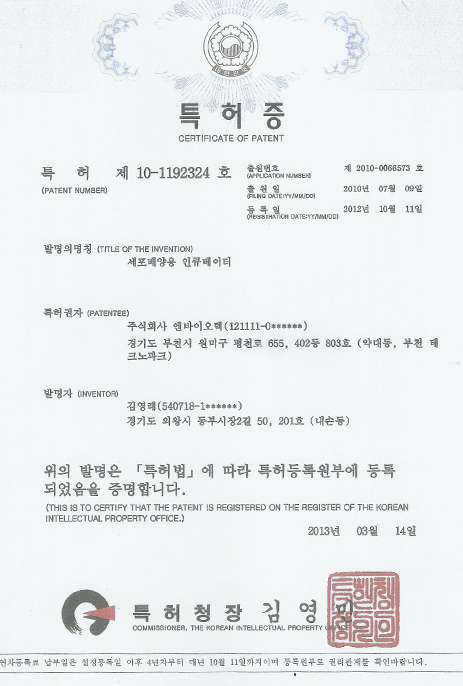 특허증
CERTIFICATE OF PATENT
특 허 제 10-1192324 호
(PATENT NUMBER)
출원번호 제 2010-0066573 호
(APPLICATION NUMBER)
출 원 일 2010년 07월 09일
(FILING DATE:YY/MM/DD)
등 록 일 2012년 10월 11일
(REGISTRATION DATE:YY/MM/DD)
발명의명칭 (TITLE OF THE INVENTION)
세포배양용 인큐베이터
특허권자 (PATENTEE)
주식회사 엔바이오텍(121111-0******)
경기도 부천시 원미구 평천로 655, 402동 803호 (약대동, 부천 테
크노파크)
발명자 (INVENTOR)
김영래(540718-1******)
경기도 의왕시 동부시장2길 50, 201호 (내손동)
위의 발명은 「특허법」에 따라 특허등록원부에 등록
되었음을 증명합니다.
(THIS IS TO CERTIFY THAT THE PATENT IS REGISTERED ON THE REGISTER OF THE KOREAN
INTELLECTUAL PROPERTY OFFICE.)
2013년 03월 14일
특허청장 김영민
COMMISSIONER, THE KOREAN INTELLECTUAL PROPERTY OFFICE
연차등록료 납부일은 설정등록일 이후 4년차부터 매년 10월 11일까지이며 등록원부로 권리관계를 확인바랍니다.